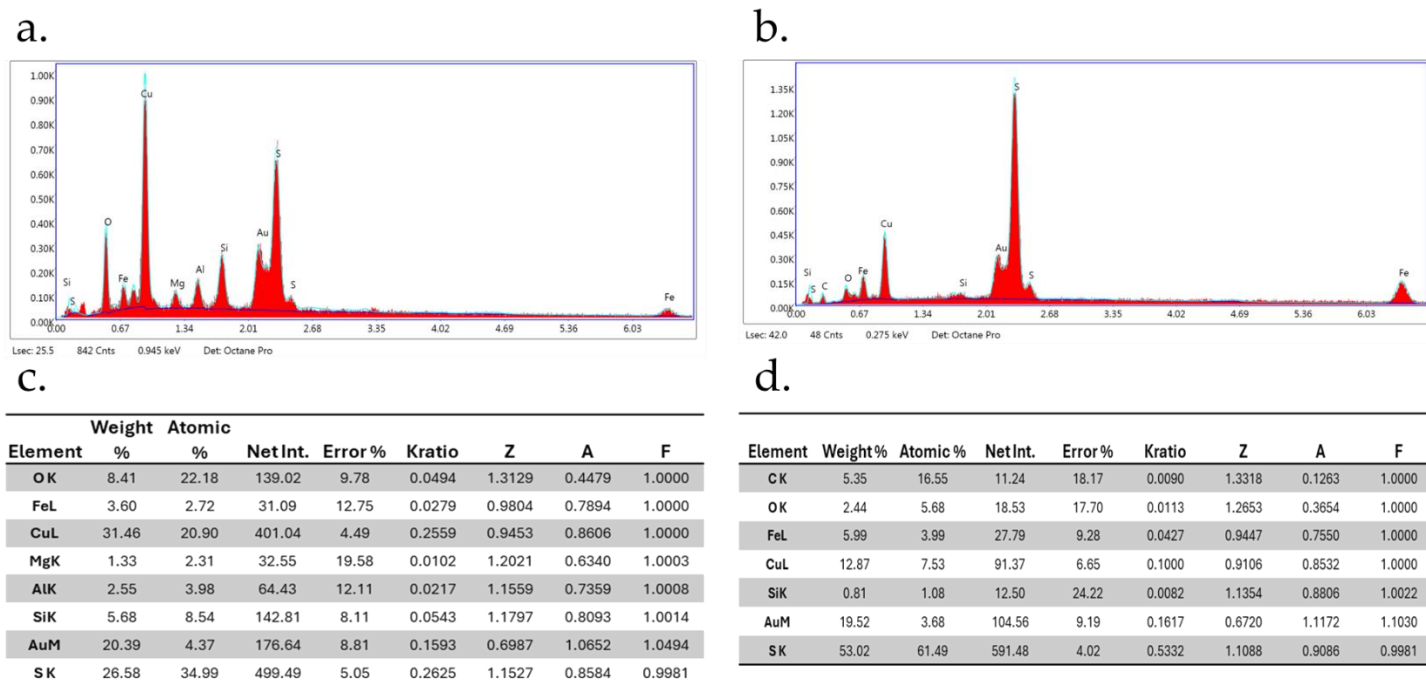 a.
1.00K
0.90K
0.80K
0.70K
0.60K
0.50K
0.40K
0.30K
0.20K
0.10K
0.00K
Si
S
O
Fe
Cu
Mg
Al
Si
Au
S
S
Fe
0.00 0.67 1.34 2.01 2.68 3.35 4.02 4.69 5.36 6.03
Lsec: 25.5 842 Cnts 0.945 keV Det: Octane Pro
b.
1.35K
1.20K
1.05K
0.90K
0.75K
0.60K
0.45K
0.30K
0.15K
0.00K
Si
S
C
O
Fe
Cu
Si
Au
S
S
Fe
0.00 0.67 1.34 2.01 2.68 3.35 4.02 4.69 5.36 6.03
Lsec: 42.0 48 Cnts 0.275 keV Det: Octane Pro
c.
Element Weight % Atomic % Net Int. Error % Kratio Z A F
O K 8.41 22.18 139.02 9.78 0.0494 1.3129 0.4479 1.0000
FeL 3.60 2.72 31.09 12.75 0.0279 0.9804 0.7894 1.0000
CuL 31.46 20.90 401.04 4.49 0.2559 0.9453 0.8606 1.0000
MgK 1.33 2.31 32.55 19.58 0.0102 1.2021 0.6340 1.0003
AlK 2.55 3.98 64.43 12.11 0.0217 1.1559 0.7359 1.0008
SiK 5.68 8.54 142.81 8.11 0.0543 1.1797 0.8093 1.0014
AuM 20.39 4.37 176.64 8.81 0.1593 0.6987 1.0652 1.0494
S K 26.58 34.99 499.49 5.05 0.2625 1.1527 0.8584 0.9981
d.
Element Weight % Atomic % Net Int. Error % Kratio Z A F
C K 5.35 16.55 11.24 18.17 0.0090 1.3318 0.1263 1.0000
O K 2.44 5.68 18.53 17.70 0.0113 1.2653 0.3654 1.0000
FeL 5.99 3.99 27.79 9.28 0.0427 0.9447 0.7550 1.0000
CuL 12.87 7.53 91.37 6.65 0.1000 0.9106 0.8532 1.0000
SiK 0.81 1.08 12.50 24.22 0.0082 1.1354 0.8806 1.0022
AuM 19.52 3.68 104.56 9.19 0.1617 0.6720 1.1172 1.1030
S K 53.02 61.49 591.48 4.02 0.5332 1.1088 0.9086 0.9981